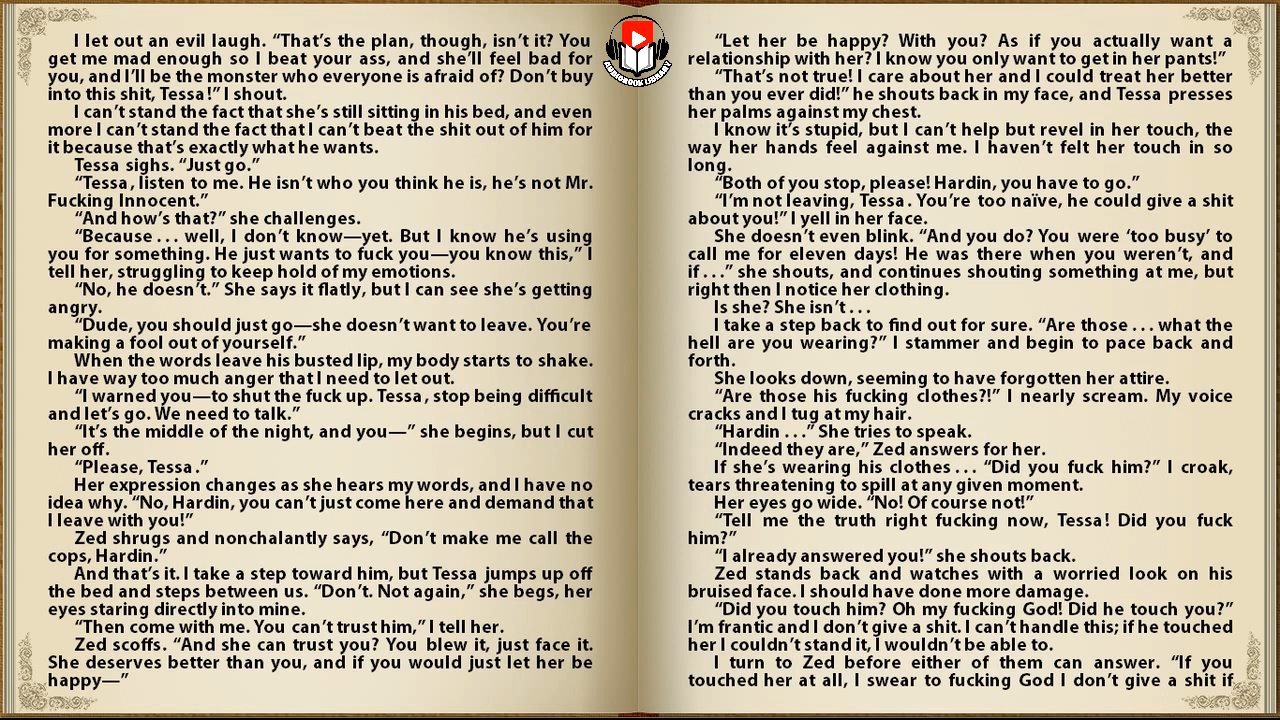 I let out an evil laugh. “That’s the plan, though, isn’t it? You
get me mad enough so I beat your ass, and she’ll feel bad for
you, and I’ll be the monster who everyone is afraid of? Don’t buy
into this shit, Tessa!” I shout.
I can’t stand the fact that she’s still sitting in his bed, and even
more I can’t stand the fact that I can’t beat the shit out of him for
it because that’s exactly what he wants.
Tessa sighs. “Just go.”
“Tessa, listen to me. He isn’t who you think he is, he’s not Mr.
Fucking Innocent.”
“And how’s that?” she challenges.
“Because . . . well, I don’t know—yet. But I know he’s using
you for something. He just wants to fuck you—you know this,” I
tell her, struggling to keep hold of my emotions.
“No, he doesn’t.” She says it flatly, but I can see she’s getting
angry.
“Dude, you should just go—she doesn’t want to leave. You’re
making a fool out of yourself.”
When the words leave his busted lip, my body starts to shake.
I have way too much anger that I need to let out.
“I warned you—to shut the fuck up. Tessa, stop being difficult
and let’s go. We need to talk.”
“It’s the middle of the night, and you—” she begins, but I cut
her off.
“Please, Tessa.”
Her expression changes as she hears my words, and I have no
idea why. “No, Hardin, you can’t just come here and demand that
I leave with you!”
Zed shrugs and nonchalantly says, “Don’t make me call the
cops, Hardin.”
And that’s it. I take a step toward him, but Tessa jumps up off
the bed and steps between us. “Don’t. Not again,” she begs, her
eyes staring directly into mine.
“Then come with me. You can’t trust him,” I tell her.
Zed scoffs. “And she can trust you? You blew it, just face it.
She deserves better than you, and if you would just let her be
happy—”
AUDIOBOOK LIBRARY
“Let her be happy? With you? As if you actually want a
relationship with her? I know you only want to get in her pants!”
“That’s not true! I care about her and I could treat her better
than you ever did!” he shouts back in my face, and Tessa presses
her palms against my chest.
I know it’s stupid, but I can’t help but revel in her touch, the
way her hands feel against me. I haven’t felt her touch in so
long.
“Both of you stop, please! Hardin, you have to go.”
“I’m not leaving, Tessa. You’re too naïve, he could give a shit
about you!” I yell in her face.
She doesn’t even blink. “And you do? You were ‘too busy’ to
call me for eleven days! He was there when you weren’t, and
if . . .” she shouts, and continues shouting something at me, but
right then I notice her clothing.
Is she? She isn’t . . .
I take a step back to find out for sure. “Are those . . . what the
hell are you wearing?” I stammer and begin to pace back and
forth.
She looks down, seeming to have forgotten her attire.
“Are those his fucking clothes?!” I nearly scream. My voice
cracks and I tug at my hair.
“Hardin . . .” She tries to speak.
“Indeed they are,” Zed answers for her.
If she’s wearing his clothes . . . “Did you fuck him?” I croak,
tears threatening to spill at any given moment.
Her eyes go wide. “No! Of course not!”
“Tell me the truth right fucking now, Tessa! Did you fuck
him?”
“I already answered you!” she shouts back.
Zed stands back and watches with a worried look on his
bruised face. I should have done more damage.
“Did you touch him? Oh my fucking God! Did he touch you?”
I’m frantic and I don’t give a shit. I can’t handle this; if he touched
her I couldn’t stand it, I wouldn’t be able to.
I turn to Zed before either of them can answer. “If you
touched her at all, I swear to fucking God I don’t give a shit if